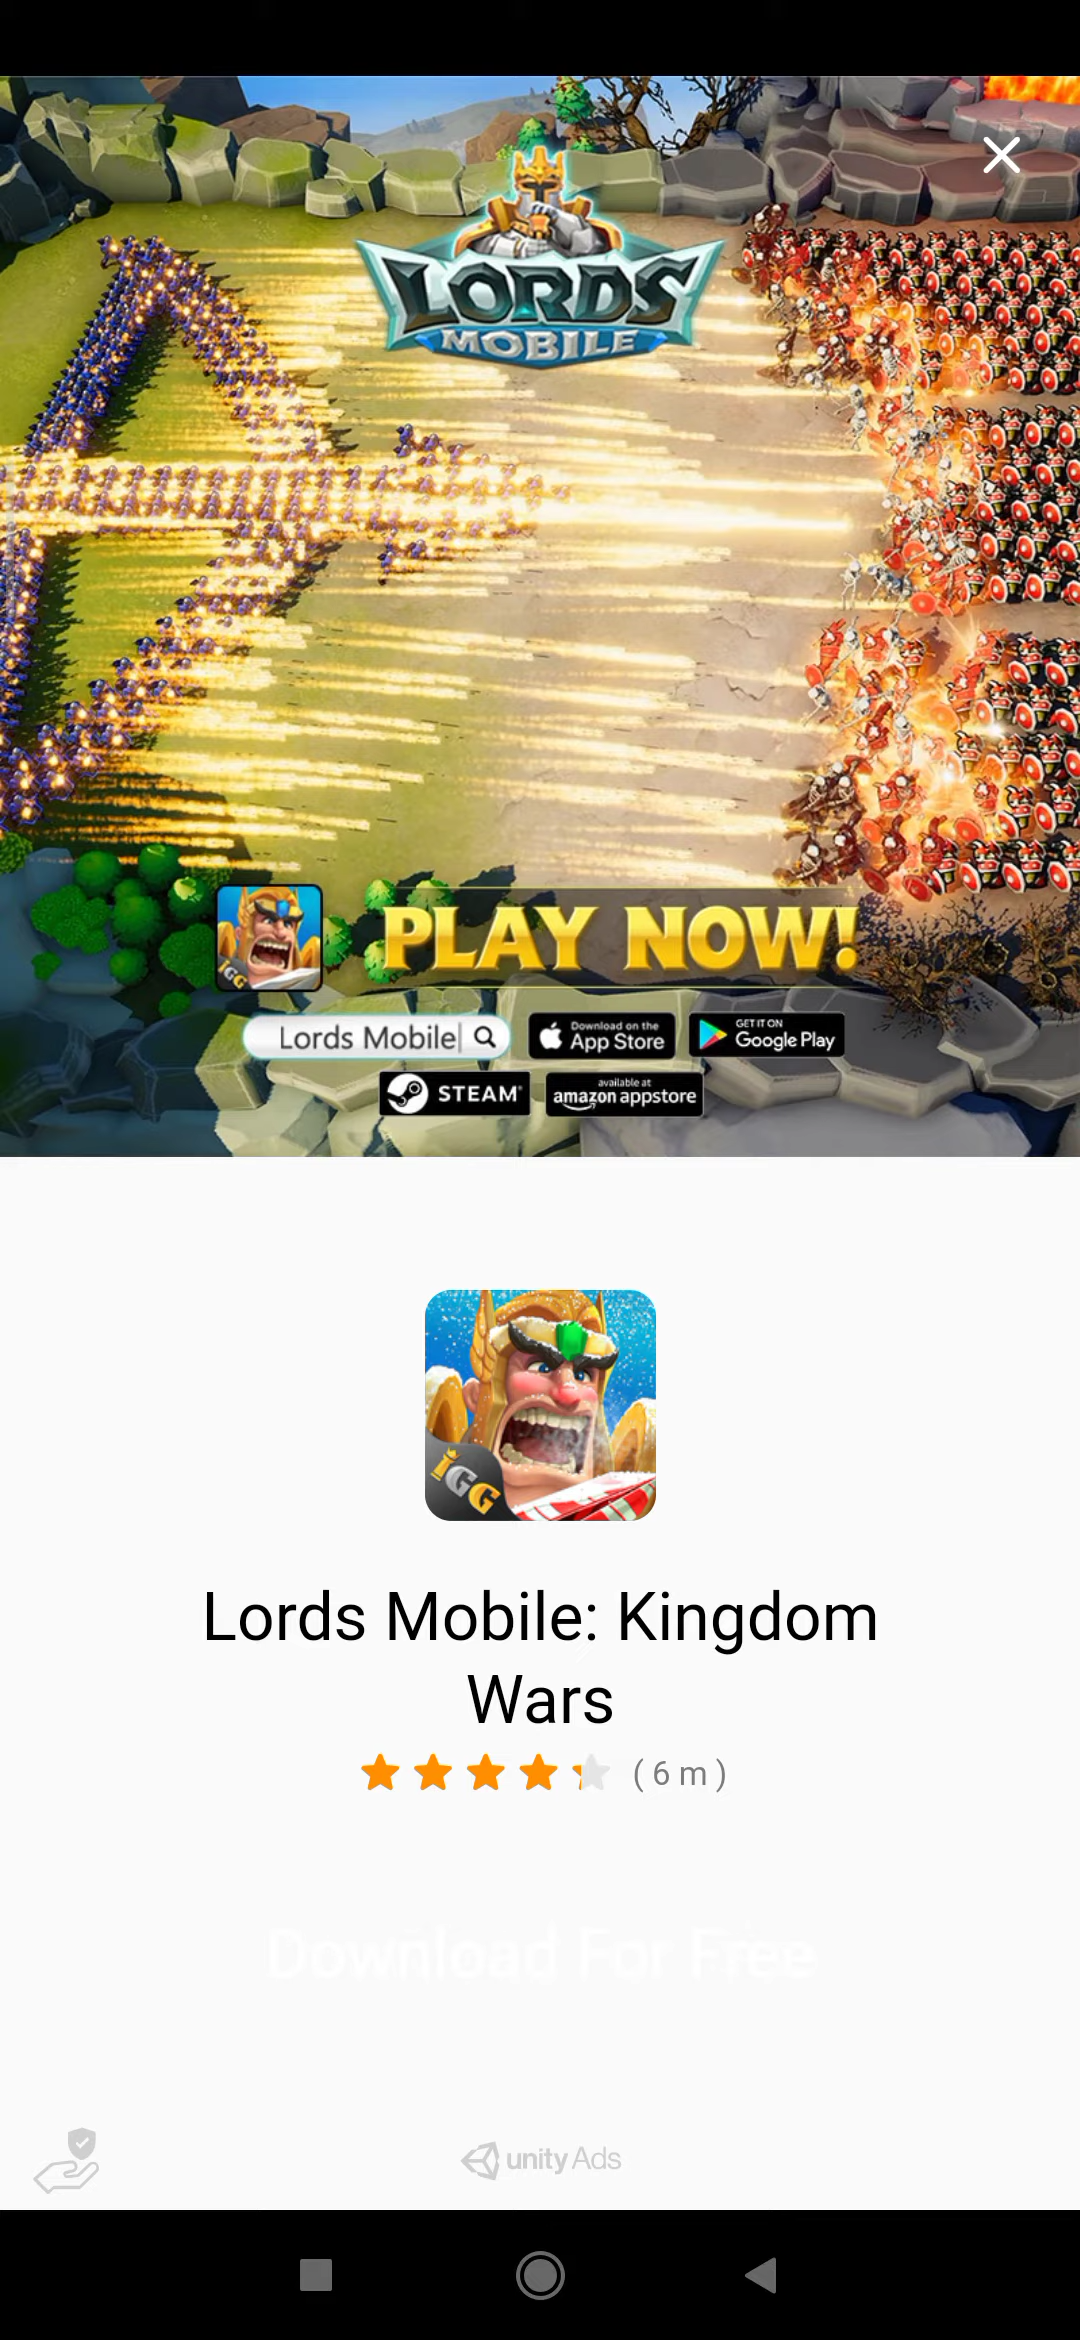 LORDS
MOBILE
IGG
PLAY NOW!
Lords Mobile
Download on the
App Store
GET IT ON
Google Play
STEAM
available at
amazon appstore
IGG
Lords Mobile: Kingdom
Wars
( 6 m )
Download For Free
unity Ads